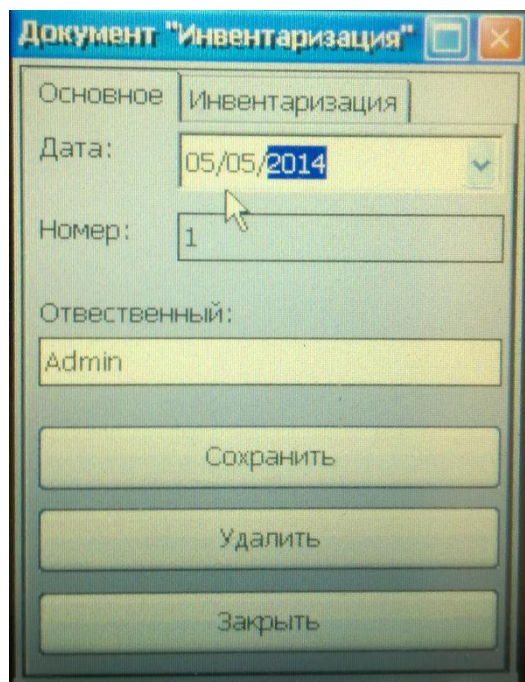 Документ "Инвентаризация"
Основное Инвентаризация
Дата: 05/05/2014
Номер: 1
Отвественный:
Admin
Сохранить
Удалить
Закрыть